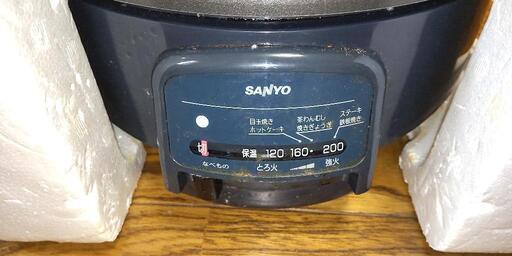 SANYO
目玉焼き 茶わんむし ステーキ
ホットケーキ 焼きぎょうざ 鉄板焼き
切 保温 120 160 200
なべもの とろ火 強火